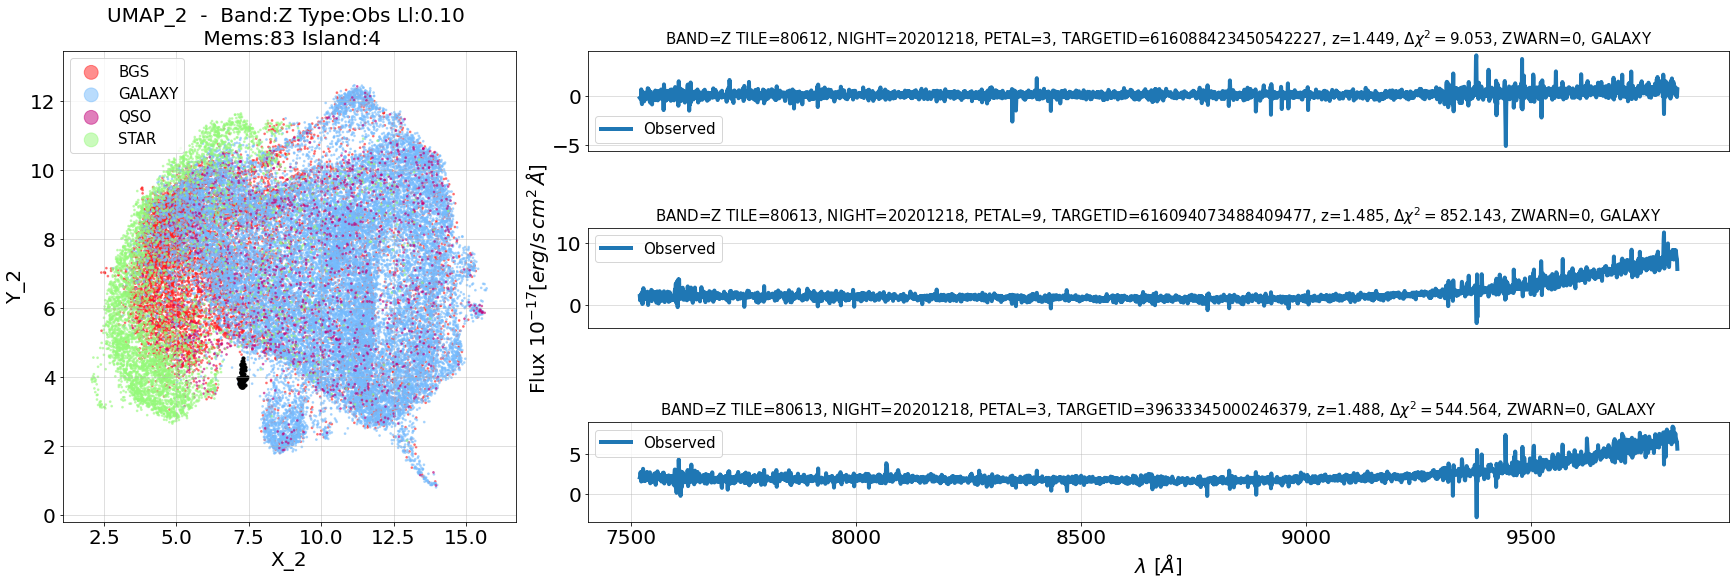 UMAP_2 - Band:Z Type:Obs Ll:0.10
Mems:83 Island:4
BGS
GALAXY
QSO
STAR
Y_2
12
10
8
6
4
2
0
2.5 5.0 7.5 10.0 12.5 15.0
X_2
Flux 10^{-17}[erg/s cm^2 Å]
BAND=Z TILE=80612, NIGHT=20201218, PETAL=3, TARGETID=616088423450542227, z=1.449, Δχ² = 9.053, ZWARN=0, GALAXY
0
−5
Observed
BAND=Z TILE=80613, NIGHT=20201218, PETAL=9, TARGETID=616094073488409477, z=1.485, Δχ² = 852.143, ZWARN=0, GALAXY
10
0
Observed
BAND=Z TILE=80613, NIGHT=20201218, PETAL=3, TARGETID=39633345000246379, z=1.488, Δχ² = 544.564, ZWARN=0, GALAXY
5
0
Observed
7500 8000 8500 9000 9500
λ [Å]